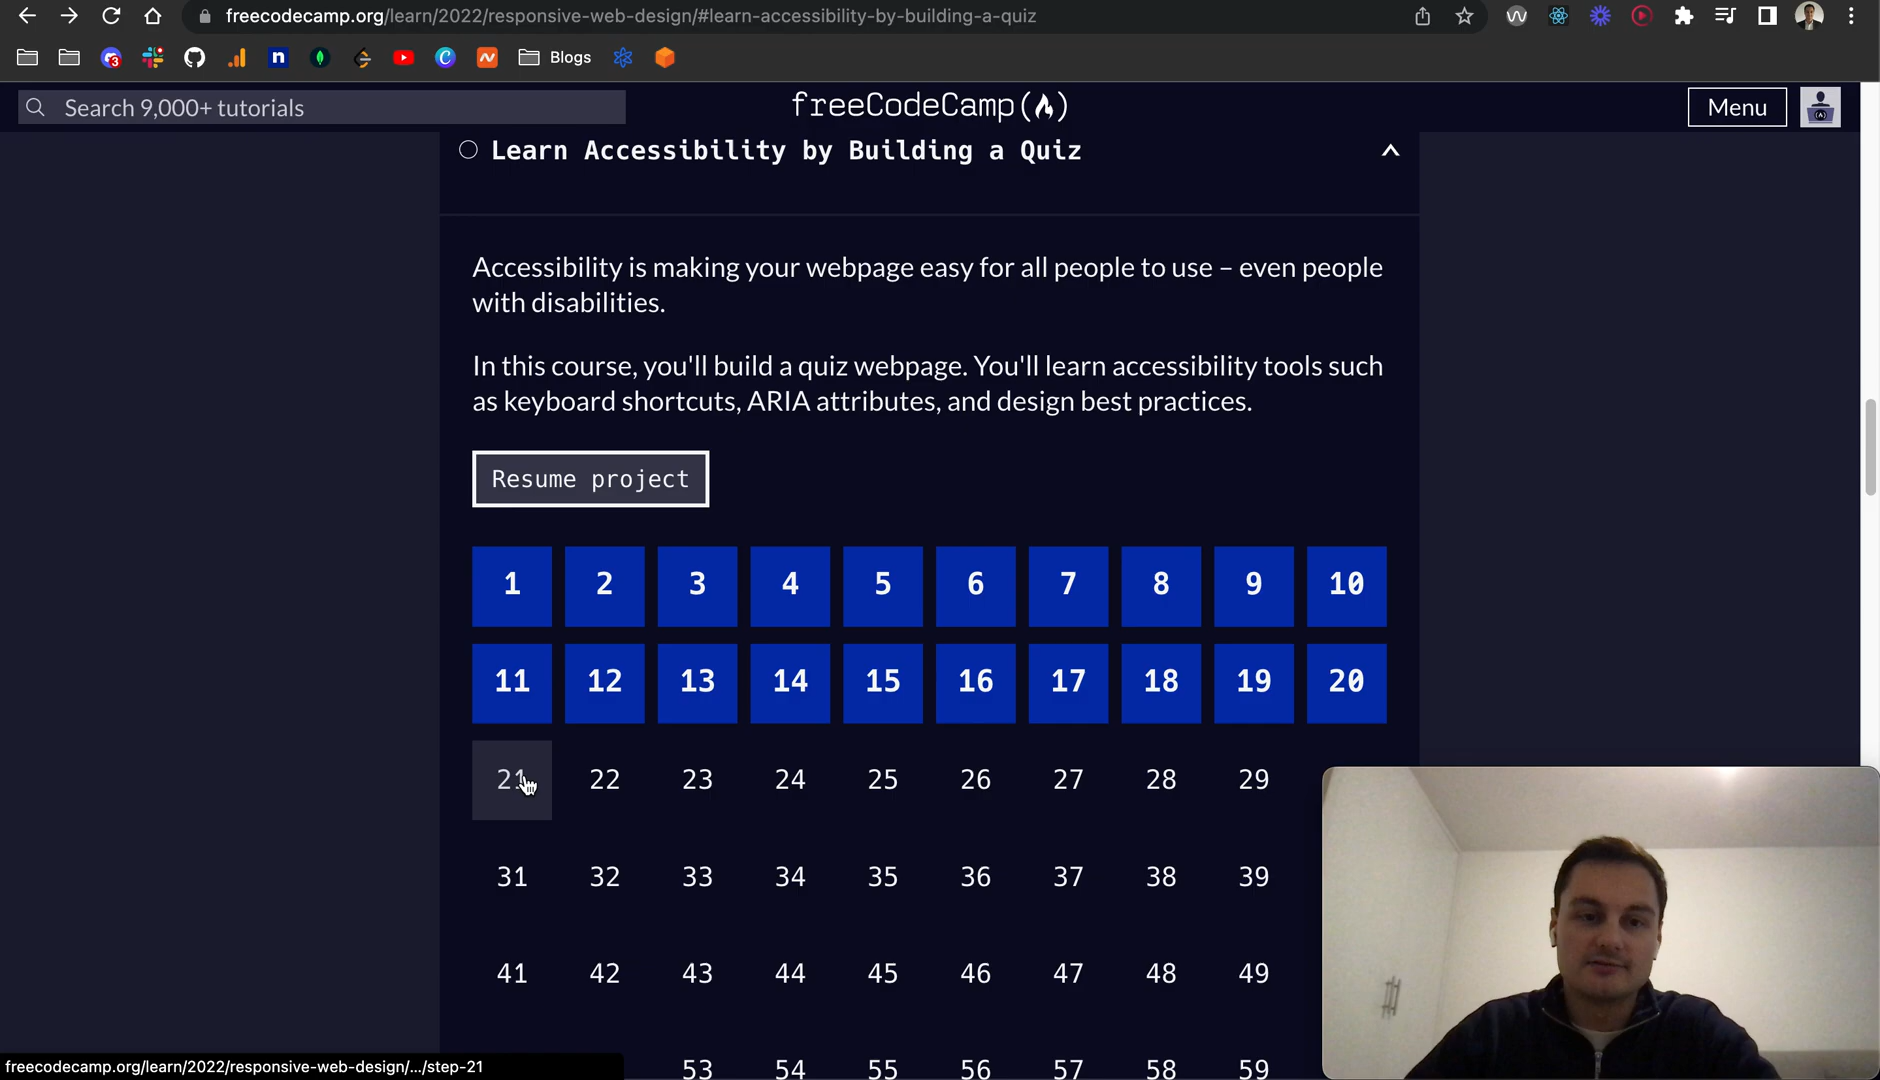 freecodecamp.org/learn/2022/responsive-web-design/#learn-accessibility-by-building-a-quiz
3
n
Blogs
Search 9,000+ tutorials
freeCodeCamp
Menu
Learn Accessibility by Building a Quiz
Accessibility is making your webpage easy for all people to use – even people
with disabilities.
In this course, you'll build a quiz webpage. You'll learn accessibility tools such
as keyboard shortcuts, ARIA attributes, and design best practices.
Resume project
1 2 3 4 5 6 7 8 9 10
11 12 13 14 15 16 17 18 19 20
21 22 23 24 25 26 27 28 29
31 32 33 34 35 36 37 38 39
41 42 43 44 45 46 47 48 49
53 54 55 56 57 58 59
freecodecamp.org/learn/2022/responsive-web-design/.../step-21